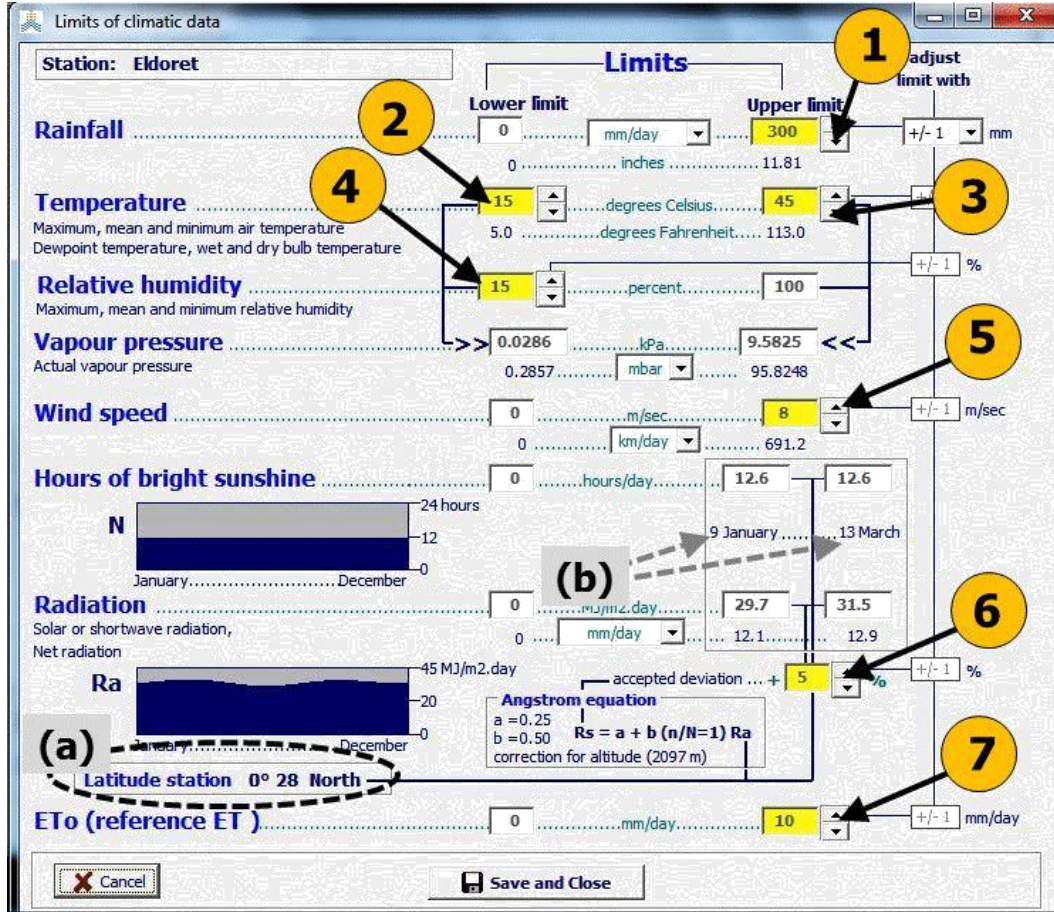 Limits of climatic data
Station: Eldoret
Limits
adjust
limit with
Lower limit Upper limit
1
2
Rainfall 0 mm/day 300 +/- 1 mm
0 inches 11.81
4
3
Temperature 15 degrees Celsius 45
Maximum, mean and minimum air temperature
5.0 degrees Fahrenheit 113.0
Dewpoint temperature, wet and dry bulb temperature
+/- 1 %
Relative humidity 15 percent 100
Maximum, mean and minimum relative humidity
Vapour pressure >> 0.0286 kPa 9.5825 <<
5
Actual vapour pressure
0.2857 mbar 95.8248
Wind speed 0 m/sec 8 +/- 1 m/sec
0 km/day 691.2
Hours of bright sunshine 0 hours/day 12.6 12.6
24 hours
N
12
9 January 13 March
0
(b)
January December
Radiation 0 MJ/m2.day 29.7 31.5
6
Solar or shortwave radiation,
0 mm/day 12.1 12.9
Net radiation
45 MJ/m2.day
Ra
accepted deviation ... + 5 % +/- 1 %
20
Angstrom equation
a =0.25
b =0.50 Rs = a + b (n/N=1) Ra
0
correction for altitude (2097 m)
(a)
January December
7
Latitude station 0° 28 North
ETo (reference ET ) 0 mm/day 10 +/- 1 mm/day
Cancel Save and Close